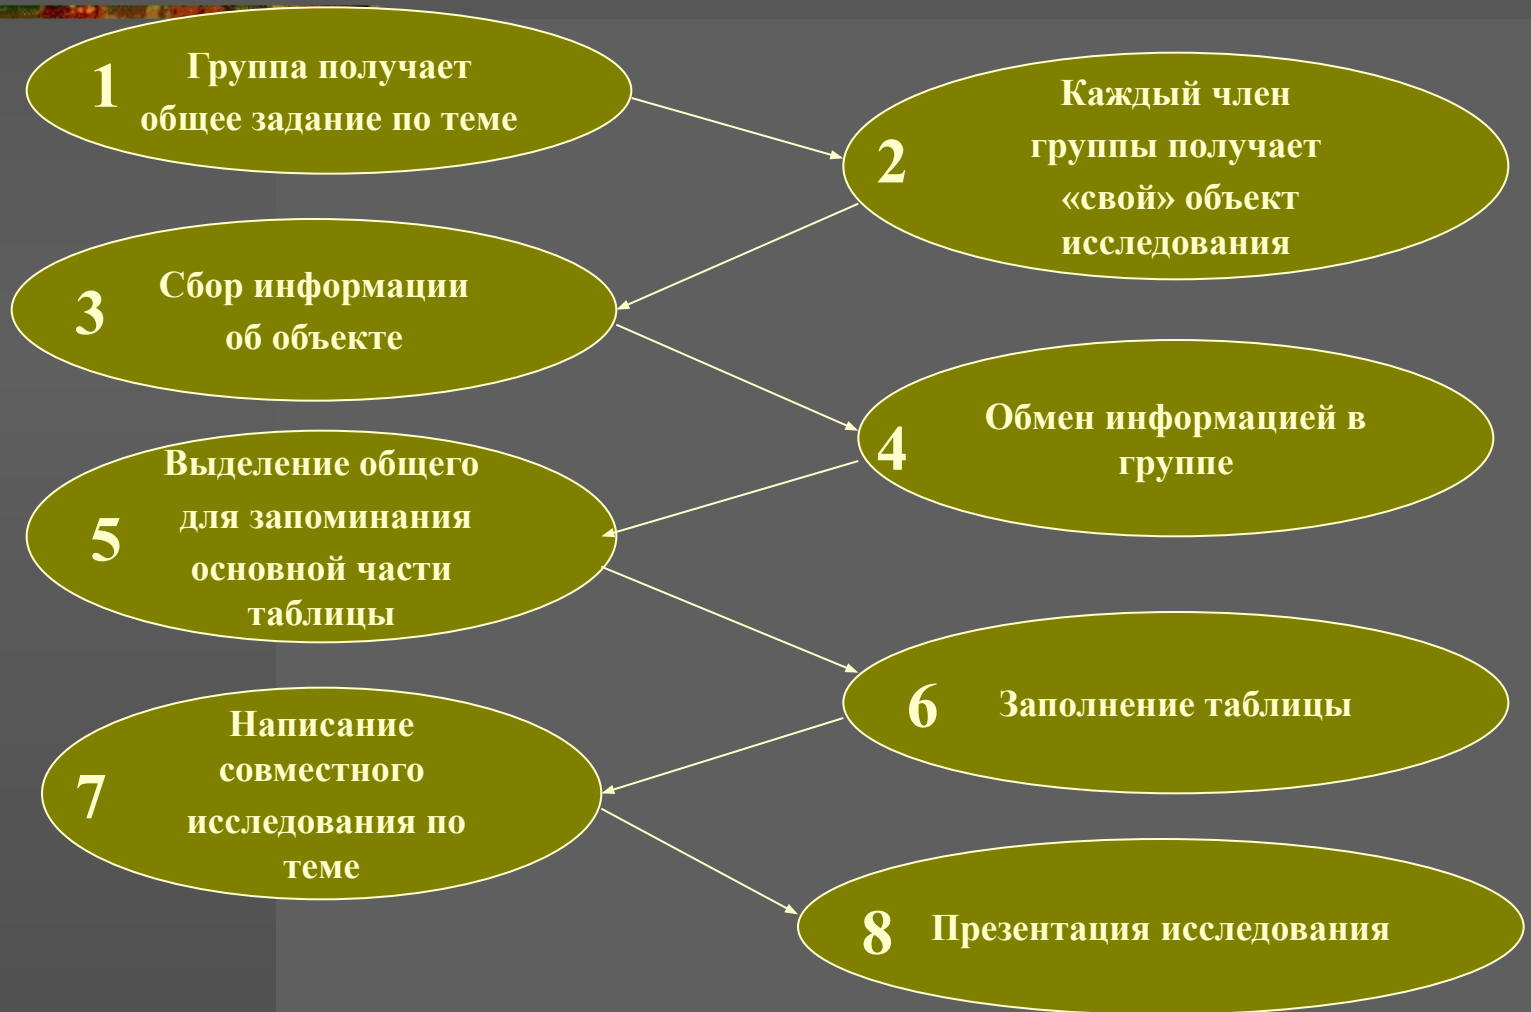 1
Группа получает
общее задание по теме
2
Каждый член
группы получает
«свой» объект
исследования
3
Сбор информации
об объекте
4
Обмен информацией в
группе
5
Выделение общего
для запоминания
основной части
таблицы
6
Заполнение таблицы
7
Написание
совместного
исследования по
теме
8
Презентация исследования